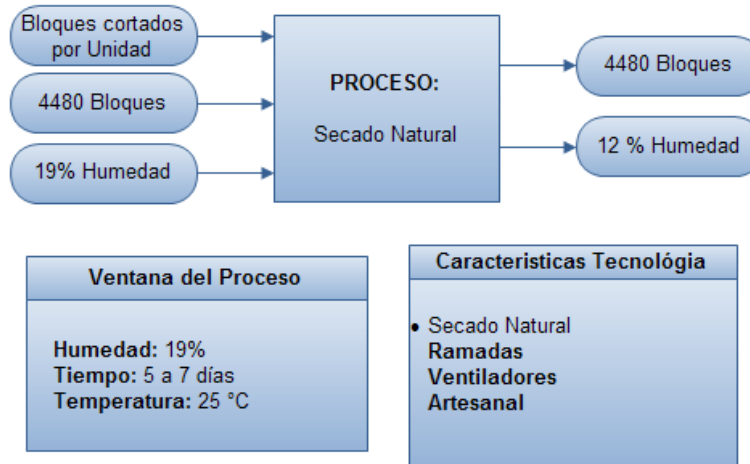 Bloques cortados
por Unidad
4480 Bloques
19% Humedad
PROCESO:
Secado Natural
4480 Bloques
12 % Humedad
Ventana del Proceso
Humedad: 19%
Tiempo: 5 a 7 días
Temperatura: 25 °C
Caracteristicas Tecnológia
• Secado Natural
Ramadas
Ventiladores
Artesanal